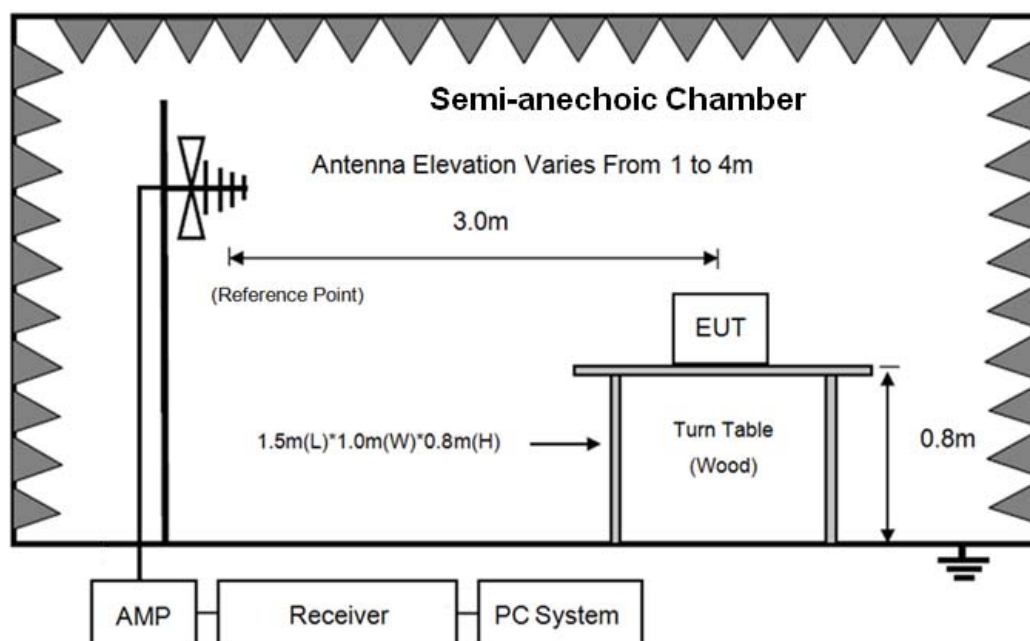 Semi-anechoic Chamber
Antenna Elevation Varies From 1 to 4m
3.0m
(Reference Point)
EUT
1.5m(L)*1.0m(W)*0.8m(H)
Turn Table
(Wood)
0.8m
AMP
Receiver
PC System